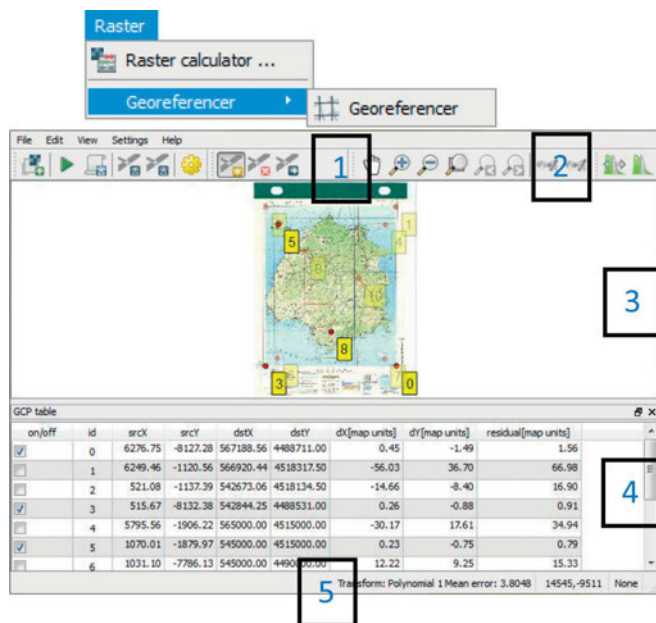 Raster
Raster calculator ...
Georeferencer
Georeferencer
File Edit View Settings Help
1
2
1
5
4
6
10
3
8
3
0
GCP table
on/off id srcX srcY dstX dstY dX[map units] dY[map units] residual[map units]
0 6276.75 -8127.28 567188.56 4488711.00 0.45 -1.49 1.56
1 6249.46 -1120.56 566920.44 4518317.50 -56.03 36.70 66.98
2 521.08 -1137.39 542673.06 4518134.50 -14.66 -8.40 16.90
4
3 515.67 -8132.38 542844.25 4488531.00 0.26 -0.88 0.91
4 5795.56 -1906.22 565000.00 4515000.00 -30.17 17.61 34.94
5 1070.01 -1879.97 545000.00 4515000.00 0.23 -0.75 0.79
6 1031.10 -7786.13 545000.00 4490000.00 12.22 9.25 15.33
5
Transform: Polynomial 1 Mean error: 3.8048 14545,-9511 None